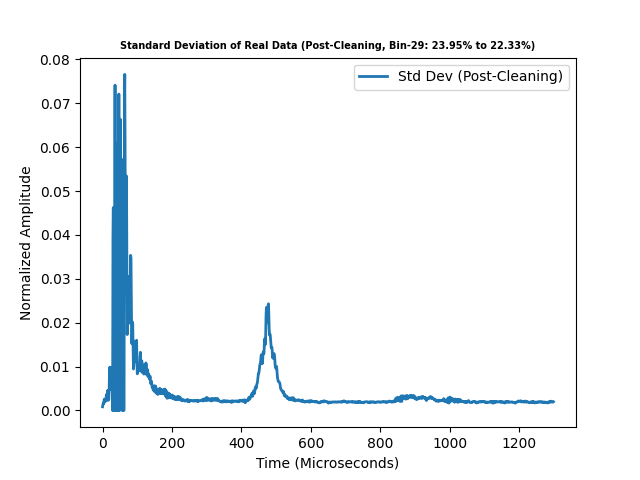 Standard Deviation of Real Data (Post-Cleaning, Bin-29: 23.95% to 22.33%)
Std Dev (Post-Cleaning)
Normalized Amplitude
0.08
0.07
0.06
0.05
0.04
0.03
0.02
0.01
0.00
0 200 400 600 800 1000 1200
Time (Microseconds)